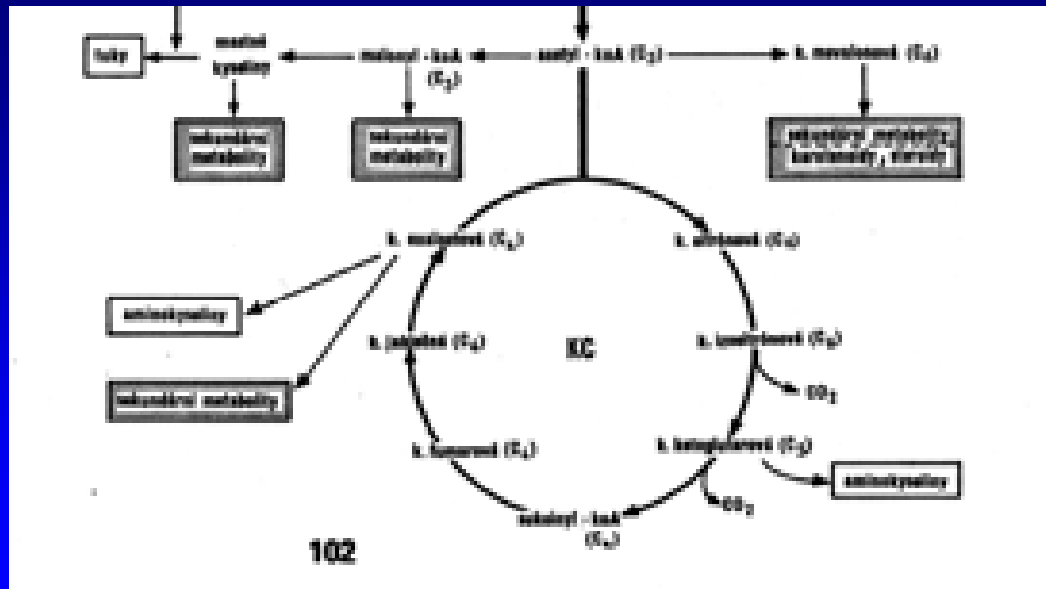 tuky
mastné
kyseliny
malonyl - koA
(C₃)
acetyl - koA (C₂)
k. mevalonová (C₆)
sekundární
metabolity
sekundární
metabolity
sekundární metabolity
karotenoidy, steroidy
k. oxaloctová (C₄)
k. citrónová (C₆)
aminokyseliny
k. jablečná (C₄)
KC
k. izocitrónová (C₆)
CO₂
sekundární metabolity
k. fumarová (C₄)
k. ketoglutarová (C₅)
aminokyseliny
CO₂
sukcinyl - koA
(C₄)
102